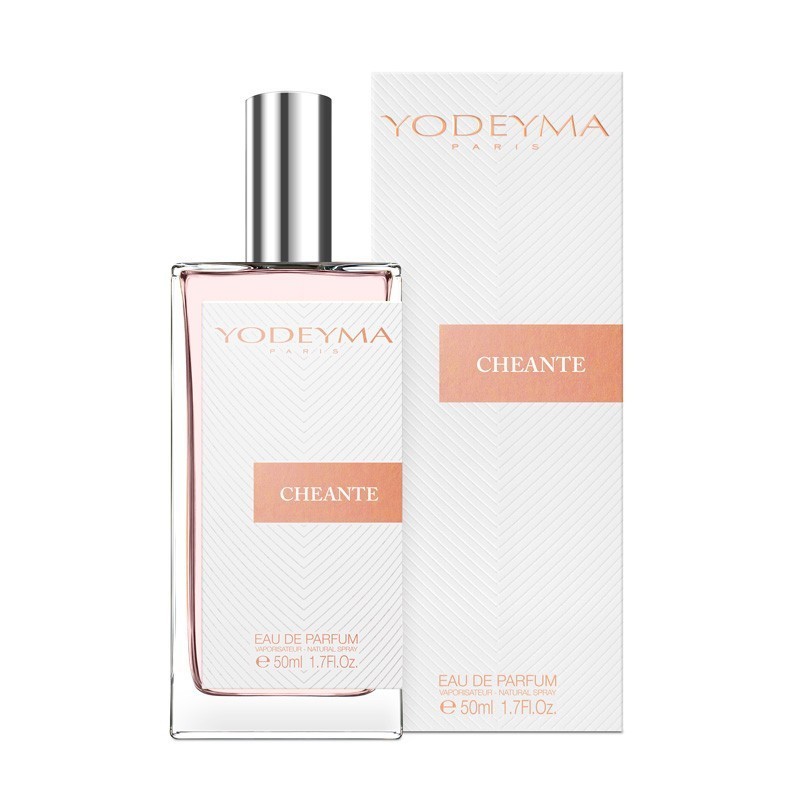 YODEYMA
PARIS
CHEANTE
EAU DE PARFUM
VAPORISATEUR - NATURAL SPRAY
℮ 50ml 1.7Fl.Oz.
YODEYMA
PARIS
CHEANTE
EAU DE PARFUM
VAPORISATEUR - NATURAL SPRAY
℮ 50ml 1.7Fl.Oz.